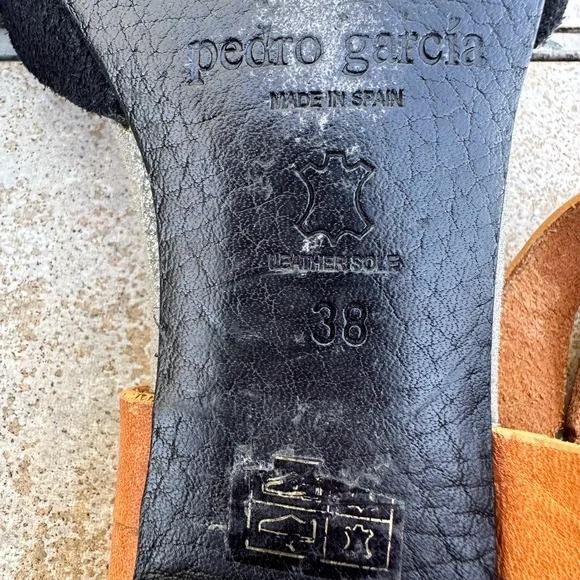 pedro garcía
MADE IN SPAIN
LEATHER SOLE
38